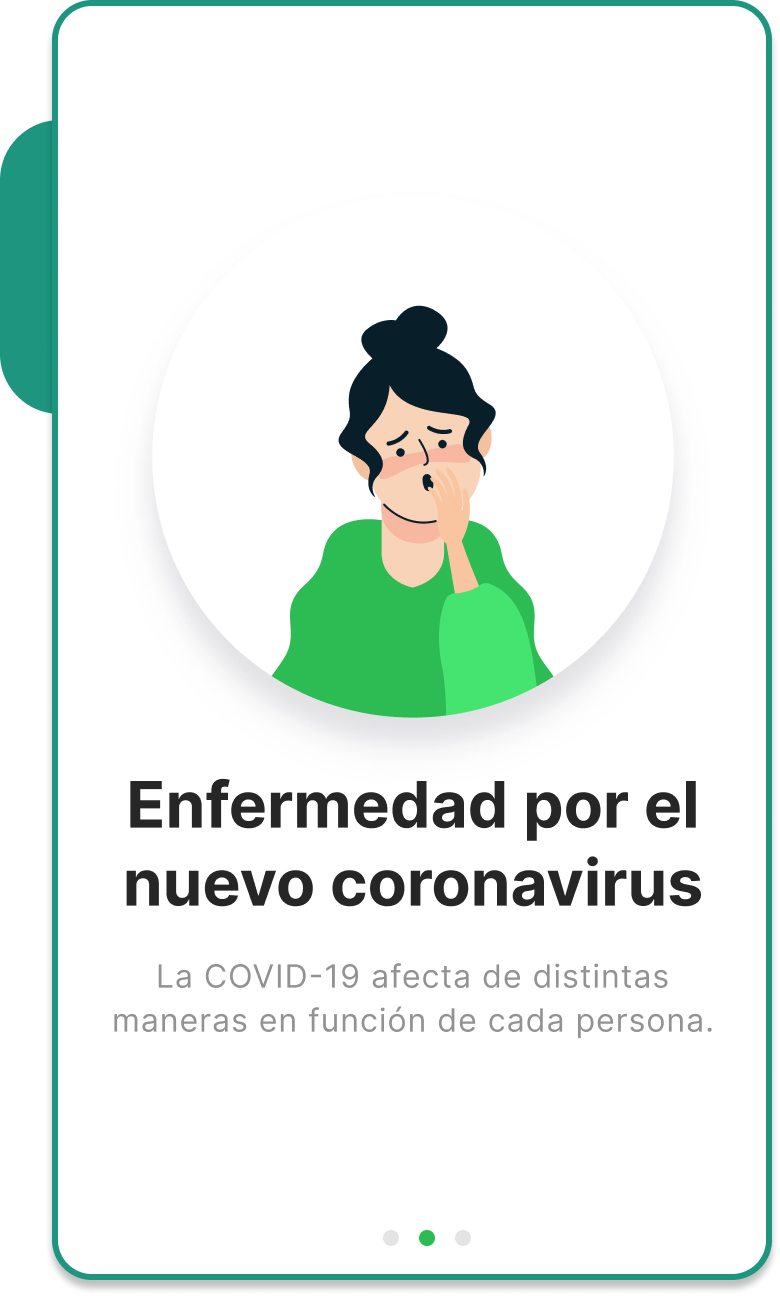 Enfermedad por el
nuevo coronavirus
La COVID-19 afecta de distintas
maneras en función de cada persona.